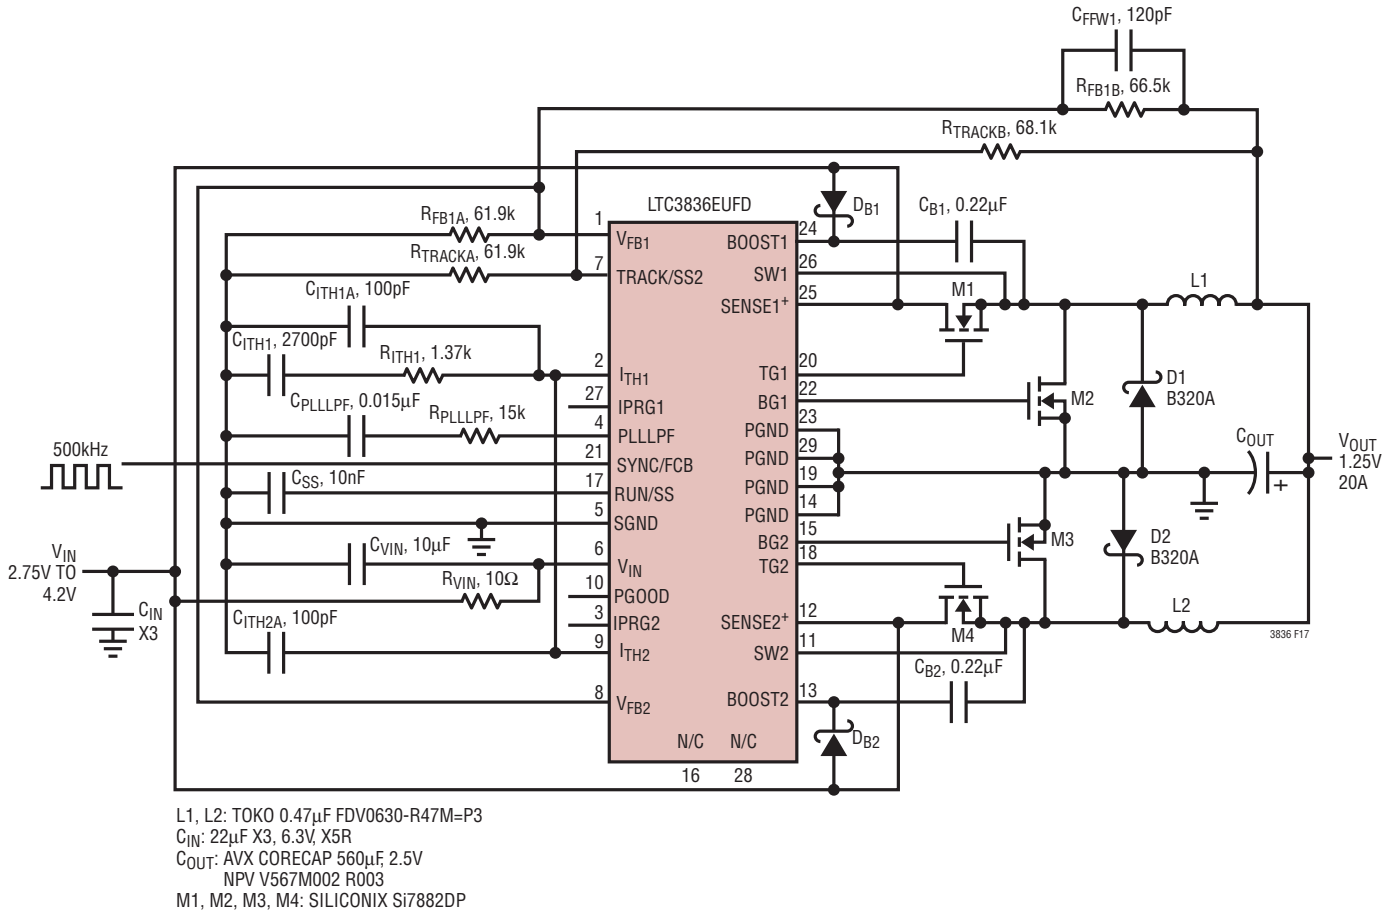 CFFW1, 120pF
RFB1B, 66.5k
RTRACKB, 68.1k
LTC3836EUFD
DB1
CB1, 0.22µF
RFB1A, 61.9k
1
VFB1
BOOST1
24
RTRACKA, 61.9k
7
TRACK/SS2
SW1
26
CITH1A, 100pF
SENSE1+
25
M1
L1
CITH1, 2700pF
RITH1, 1.37k
2
ITH1
TG1
20
27
IPRG1
BG1
22
M2
D1
B320A
CPLLLPF, 0.015µF
RPLLLPF, 15k
4
PLLLPF
PGND
23
500kHz
21
SYNC/FCB
PGND
29
COUT
VOUT
1.25V
20A
+
CSS, 10nF
17
RUN/SS
PGND
19
5
SGND
PGND
14
BG2
15
M3
D2
B320A
VIN
2.75V TO
4.2V
CVIN, 10µF
6
VIN
TG2
18
RVIN, 10Ω
10
PGOOD
CIN
X3
CITH2A, 100pF
3
IPRG2
SENSE2+
12
M4
L2
9
ITH2
SW2
11
3836 F17
CB2, 0.22µF
8
VFB2
BOOST2
13
DB2
N/C N/C
16 28
L1, L2: TOKO 0.47µF FDV0630-R47M=P3
CIN: 22µF X3, 6.3V, X5R
COUT: AVX CORECAP 560µF, 2.5V
NPV V567M002 R003
M1, M2, M3, M4: SILICONIX Si7882DP